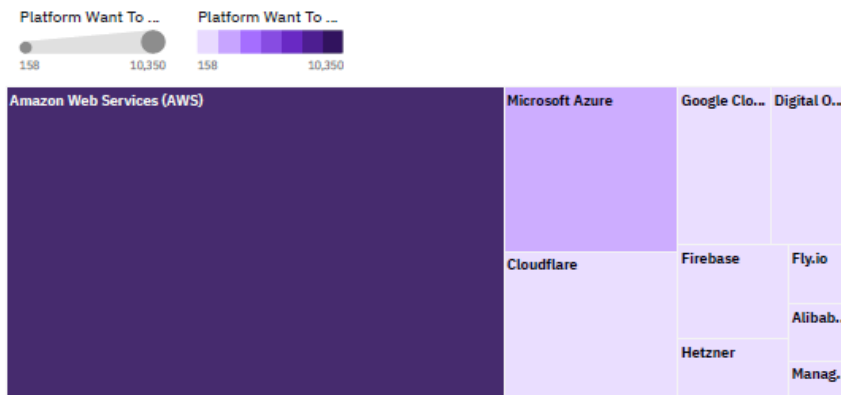 Platform Want To ... Platform Want To ...
158 10,350 158 10,350
Amazon Web Services (AWS)
Microsoft Azure
Google Clo...
Digital O...
Cloudflare
Firebase
Fly.io
Alibab..
Hetzner
Manag..